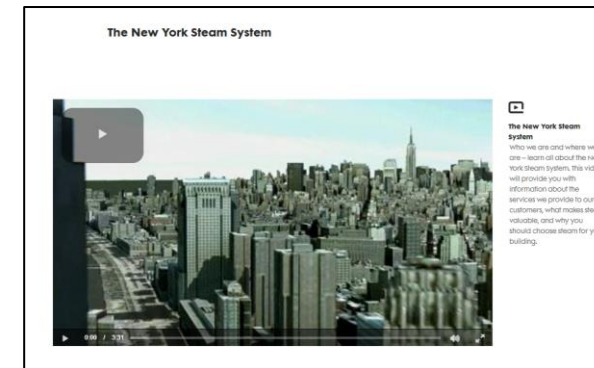 The New York Steam System
The New York Steam
System
Who we are and where we
are – learn all about the
York Steam System. This
will provide you with
information about the
services we provide to our
customers, what makes
valuable, and why you
should choose steam for
building.
0:00 / 3:31